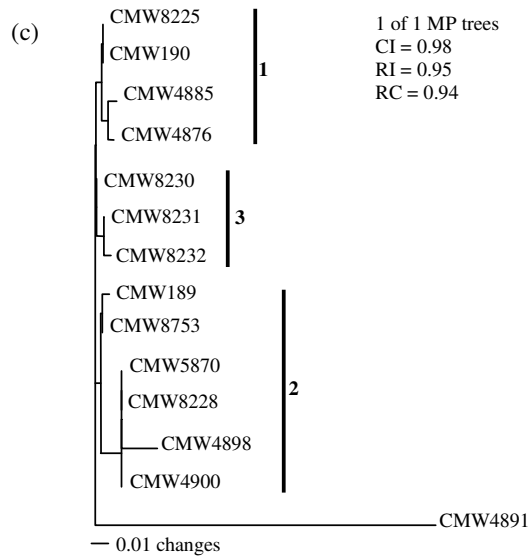 (c)
CMW8225
CMW190
CMW4885
CMW4876
1
CMW8230
CMW8231
CMW8232
3
CMW189
CMW8753
CMW5870
CMW8228
CMW4898
CMW4900
2
CMW4891
0.01 changes
1 of 1 MP trees
CI = 0.98
RI = 0.95
RC = 0.94